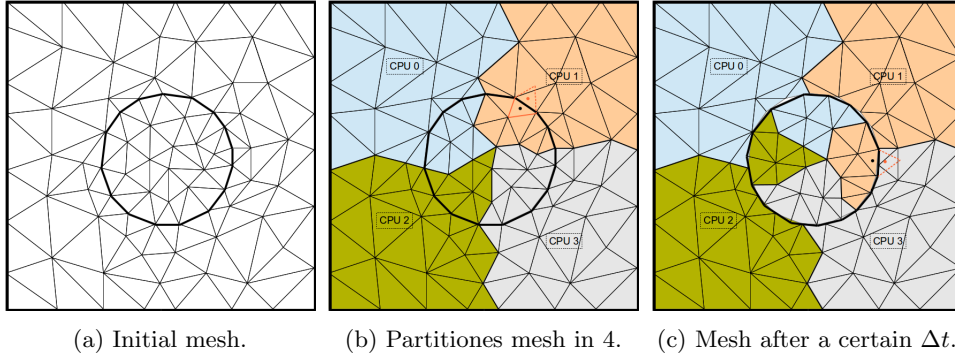 CPU 0
CPU 1
CPU 2
CPU 3
CPU 0
CPU 1
CPU 2
CPU 3
(a) Initial mesh.
(b) Partitiones mesh in 4.
(c) Mesh after a certain Δt.